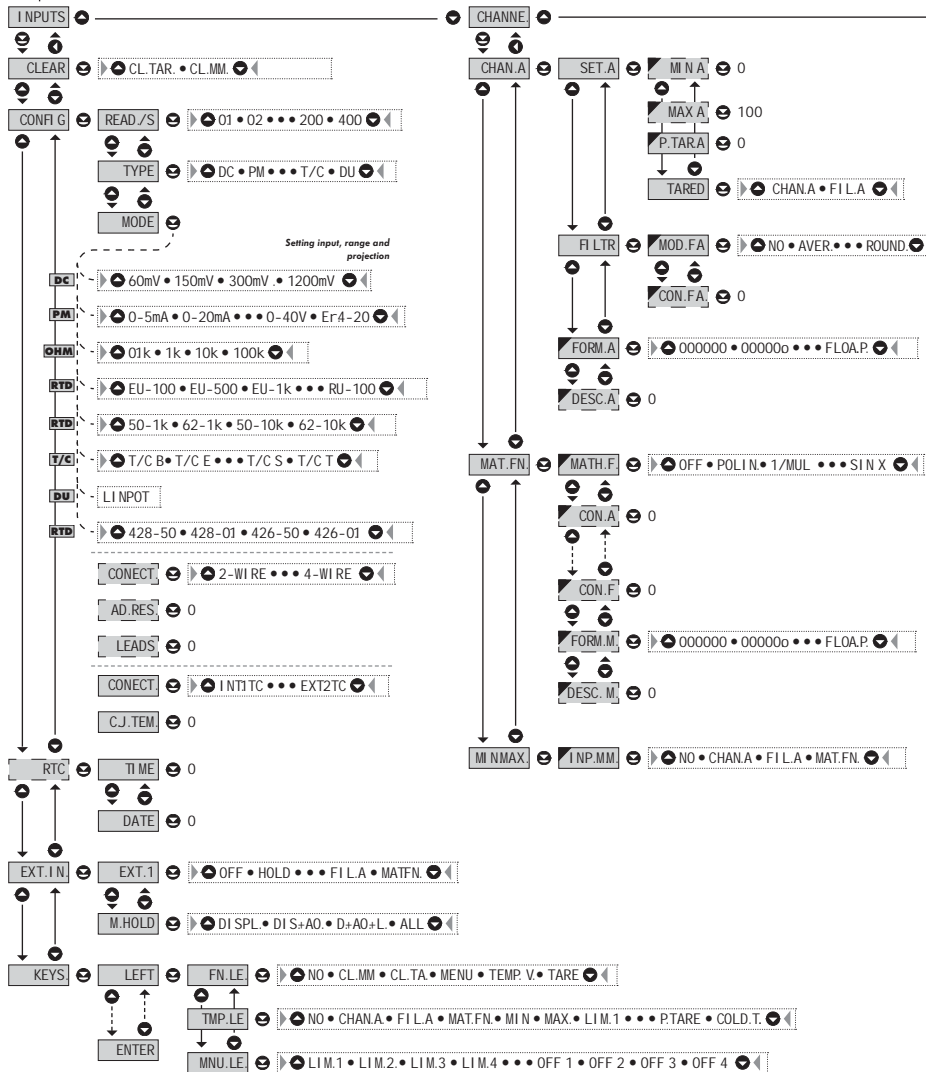 INPUTS
CHANNE.
CLEAR
CL.TAR. • CL.MM.
CHAN.A
SET.A
MIN A
0
MAX A
100
P.TAR.A
0
TARED
CHAN.A • FIL.A
CONFIG
READ./S
01 • 02 • • • 200 • 400
TYPE
DC • PM • • • T/C • DU
MODE
FILTR
MOD.FA
NO • AVER. • • • ROUND.
CON.FA.
0
Setting input, range and
projection
DC
60mV • 150mV • 300mV . • 1200mV
PM
0-5mA • 0-20mA • • • 0-40V • Er4-20
OHM
01k • 1k • 10k • 100k
FORM.A
000000 • 00000o • • • FLOA.P.
RTD
EU-100 • EU-500 • EU-1k • • • RU-100
DESC.A
0
RTD
50-1k • 62-1k • 50-10k • 62-10k
T/C
T/C B • T/C E • • • T/C S • T/C T
MAT.FN.
MATH.F.
OFF • POLIN. • 1/MUL • • • SIN X
DU
LINPOT
CON.A
0
RTD
428-50 • 428-01 • 426-50 • 426-01
CONECT.
2-WIRE • • • 4-WIRE
CON.F
0
AD.RES.
0
LEADS
0
FORM.M.
000000 • 00000o • • • FLOA.P.
CONECT.
INT1TC • • • EXT2TC
DESC. M.
0
C.J.TEM.
0
MINMAX.
INP.MM.
NO • CHAN.A • FIL.A • MAT.FN.
RTC
TIME
0
DATE
0
EXT.IN.
EXT.1
OFF • HOLD • • • FIL.A • MATFN.
M.HOLD
DISPL. • DIS+AO. • D+AO+L. • ALL
KEYS.
LEFT
FN.LE.
NO • CL.MM • CL.TA. • MENU • TEMP. V. • TARE
TMP.LE
NO • CHAN.A. • FIL.A • MAT.FN. • MIN • MAX. • LIM.1 • • • P.TARE • COLD.T.
ENTER
MNU.LE.
LIM.1 • LIM.2. • LIM.3 • LIM.4 • • • OFF 1 • OFF 2 • OFF 3 • OFF 4